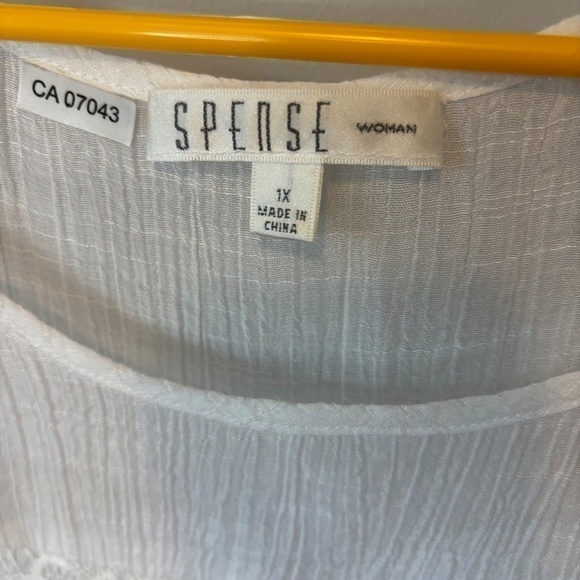 CA 07043
SPENSE WOMAN
1X
MADE IN
CHINA